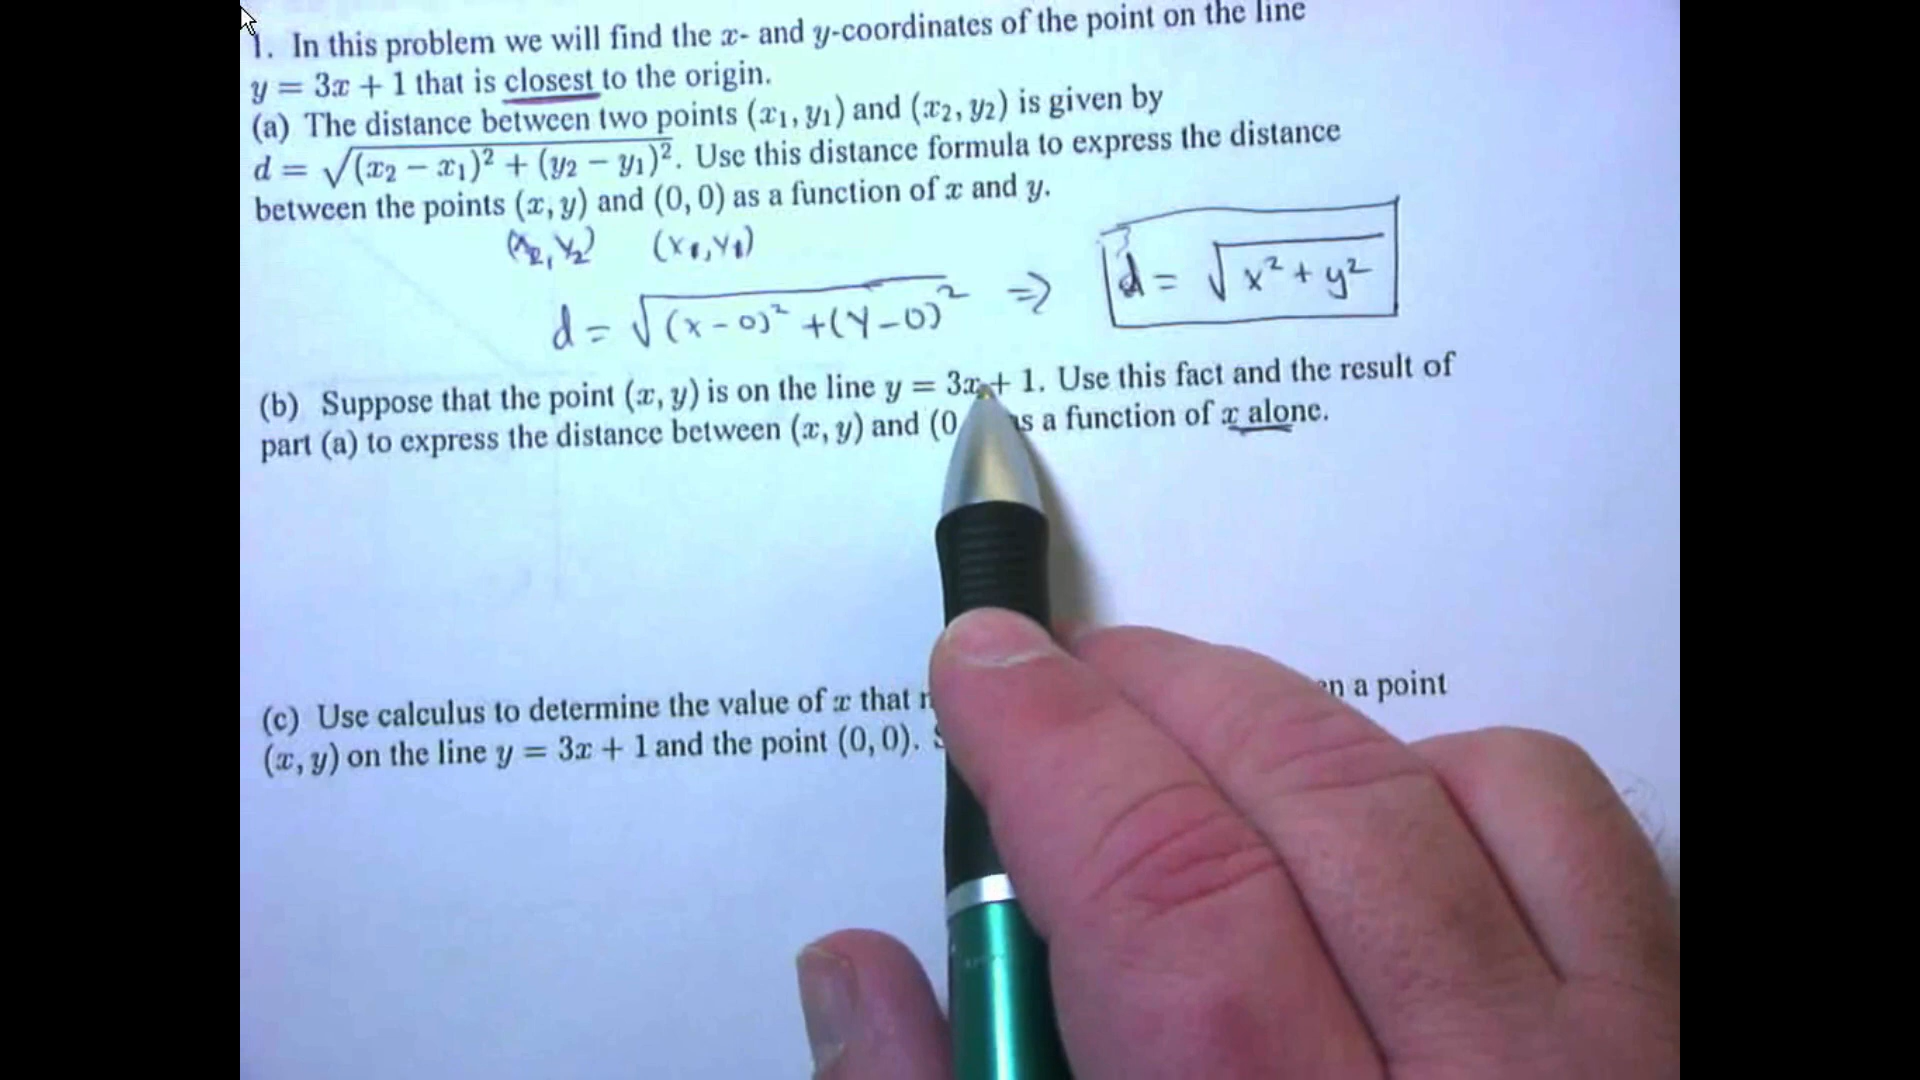 1. In this problem we will find the x- and y-coordinates of the point on the line
y = 3x + 1 that is closest to the origin.
(a) The distance between two points (x₁, y₁) and (x₂, y₂) is given by
d = √(x₂ − x₁)² + (y₂ − y₁)². Use this distance formula to express the distance
between the points (x, y) and (0, 0) as a function of x and y.
(x₂, y₂) (x₁, y₁)
d = √(x − 0)² + (y − 0)² ⇒ d = √x² + y²
(b) Suppose that the point (x, y) is on the line y = 3x + 1. Use this fact and the result of
part (a) to express the distance between (x, y) and (0 a function of x alone.
(c) Use calculus to determine the value of x that a point
(x, y) on the line y = 3x + 1 and the point (0, 0).